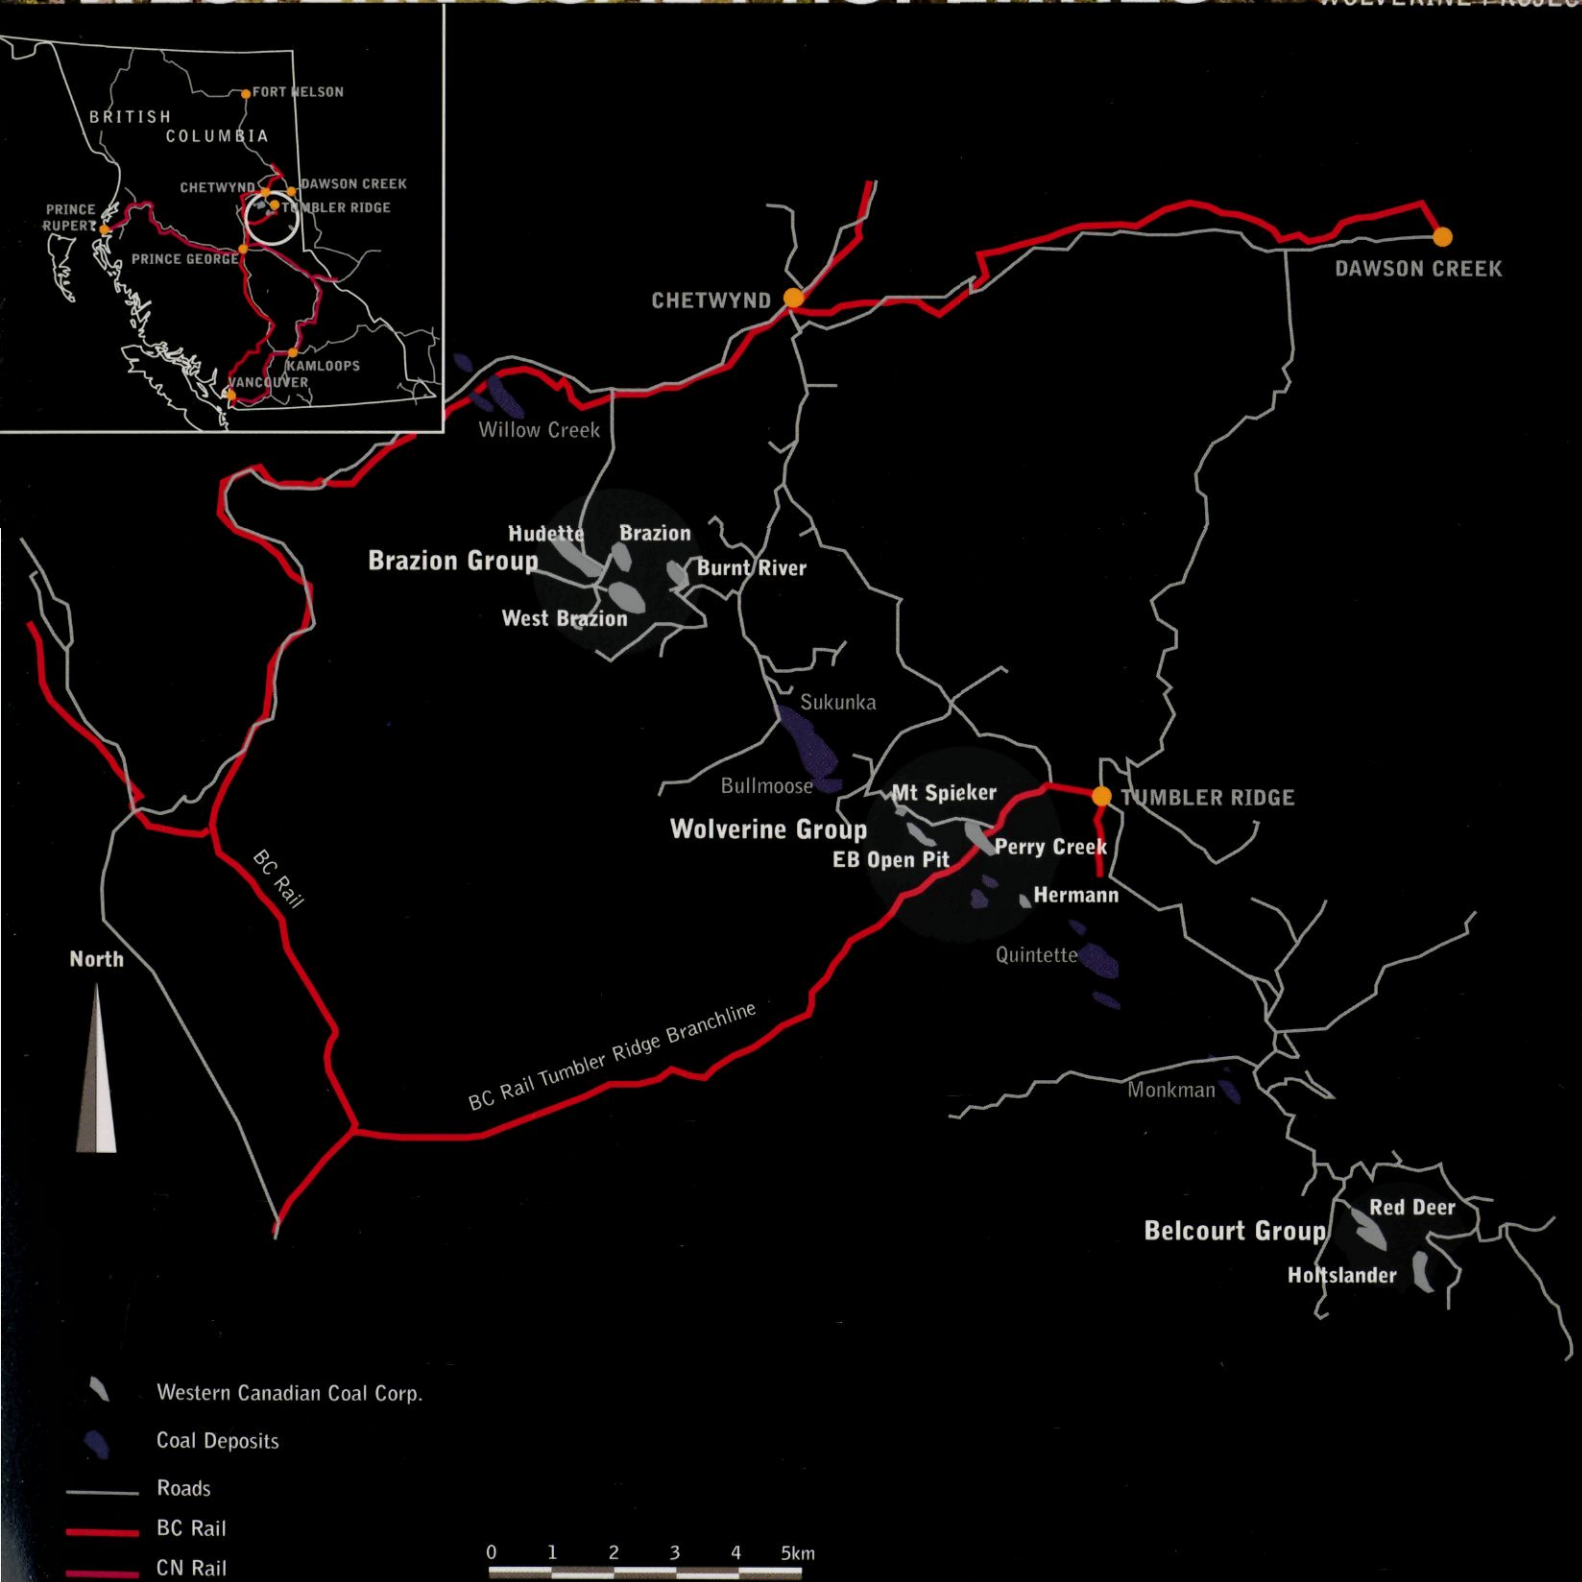 WOLVERINE PROJEC
FORT NELSON
BRITISH
COLUMBIA
CHETWYND
DAWSON CREEK
TUMBLER RIDGE
PRINCE
RUPERT
PRINCE GEORGE
KAMLOOPS
VANCOUVER
CHETWYND
DAWSON CREEK
Willow Creek
Hudette
Brazion
Brazion Group
Burnt River
West Brazion
Sukunka
Bullmoose
Mt Spieker
TUMBLER RIDGE
Wolverine Group
Perry Creek
EB Open Pit
Hermann
BC Rail
Quintette
North
BC Rail Tumbler Ridge Branchline
Monkman
Red Deer
Belcourt Group
Holtslander
Western Canadian Coal Corp.
Coal Deposits
Roads
BC Rail
CN Rail
0 1 2 3 4 5km